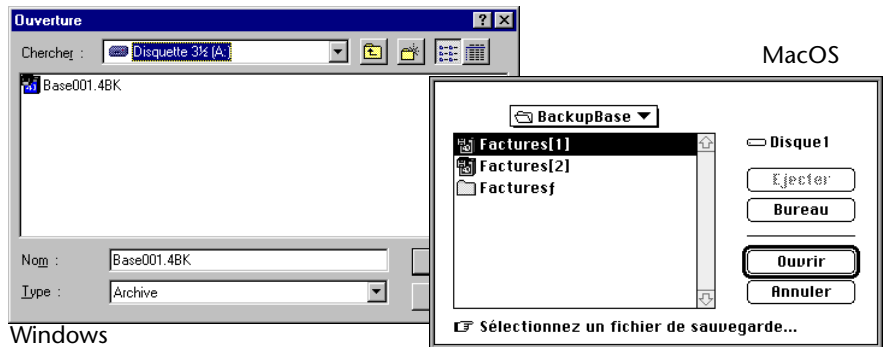 Ouverture
Chercher : Disquette 3½ (A:)
Base001.4BK
Nom : Base001.4BK
Type : Archive
Windows
MacOS
BackupBase
Factures[1]
Factures[2]
Facturesƒ
Disque1
Ejecter
Bureau
Ouvrir
Annuler
☞ Sélectionnez un fichier de sauvegarde...